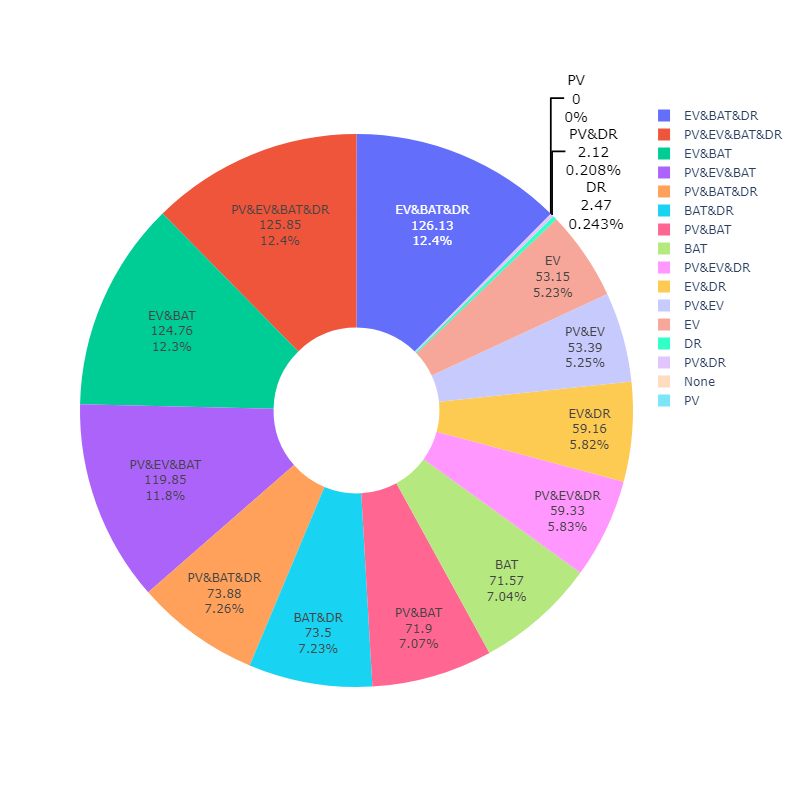 PV
0
0%
PV&DR
2.12
0.208%
DR
2.47
0.243%
PV&EV&BAT&DR
125.85
12.4%
EV&BAT&DR
126.13
12.4%
EV
53.15
5.23%
EV&BAT
124.76
12.3%
PV&EV
53.39
5.25%
EV&DR
59.16
5.82%
PV&EV&BAT
119.85
11.8%
PV&EV&DR
59.33
5.83%
BAT
71.57
7.04%
PV&BAT&DR
73.88
7.26%
BAT&DR
73.5
7.23%
PV&BAT
71.9
7.07%
EV&BAT&DR
PV&EV&BAT&DR
EV&BAT
PV&EV&BAT
PV&BAT&DR
BAT&DR
PV&BAT
BAT
PV&EV&DR
EV&DR
PV&EV
EV
DR
PV&DR
None
PV